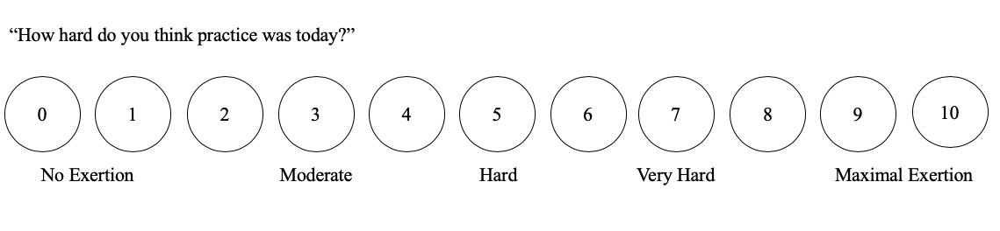 “How hard do you think practice was today?”
0 1 2 3 4 5 6 7 8 9 10
No Exertion Moderate Hard Very Hard Maximal Exertion